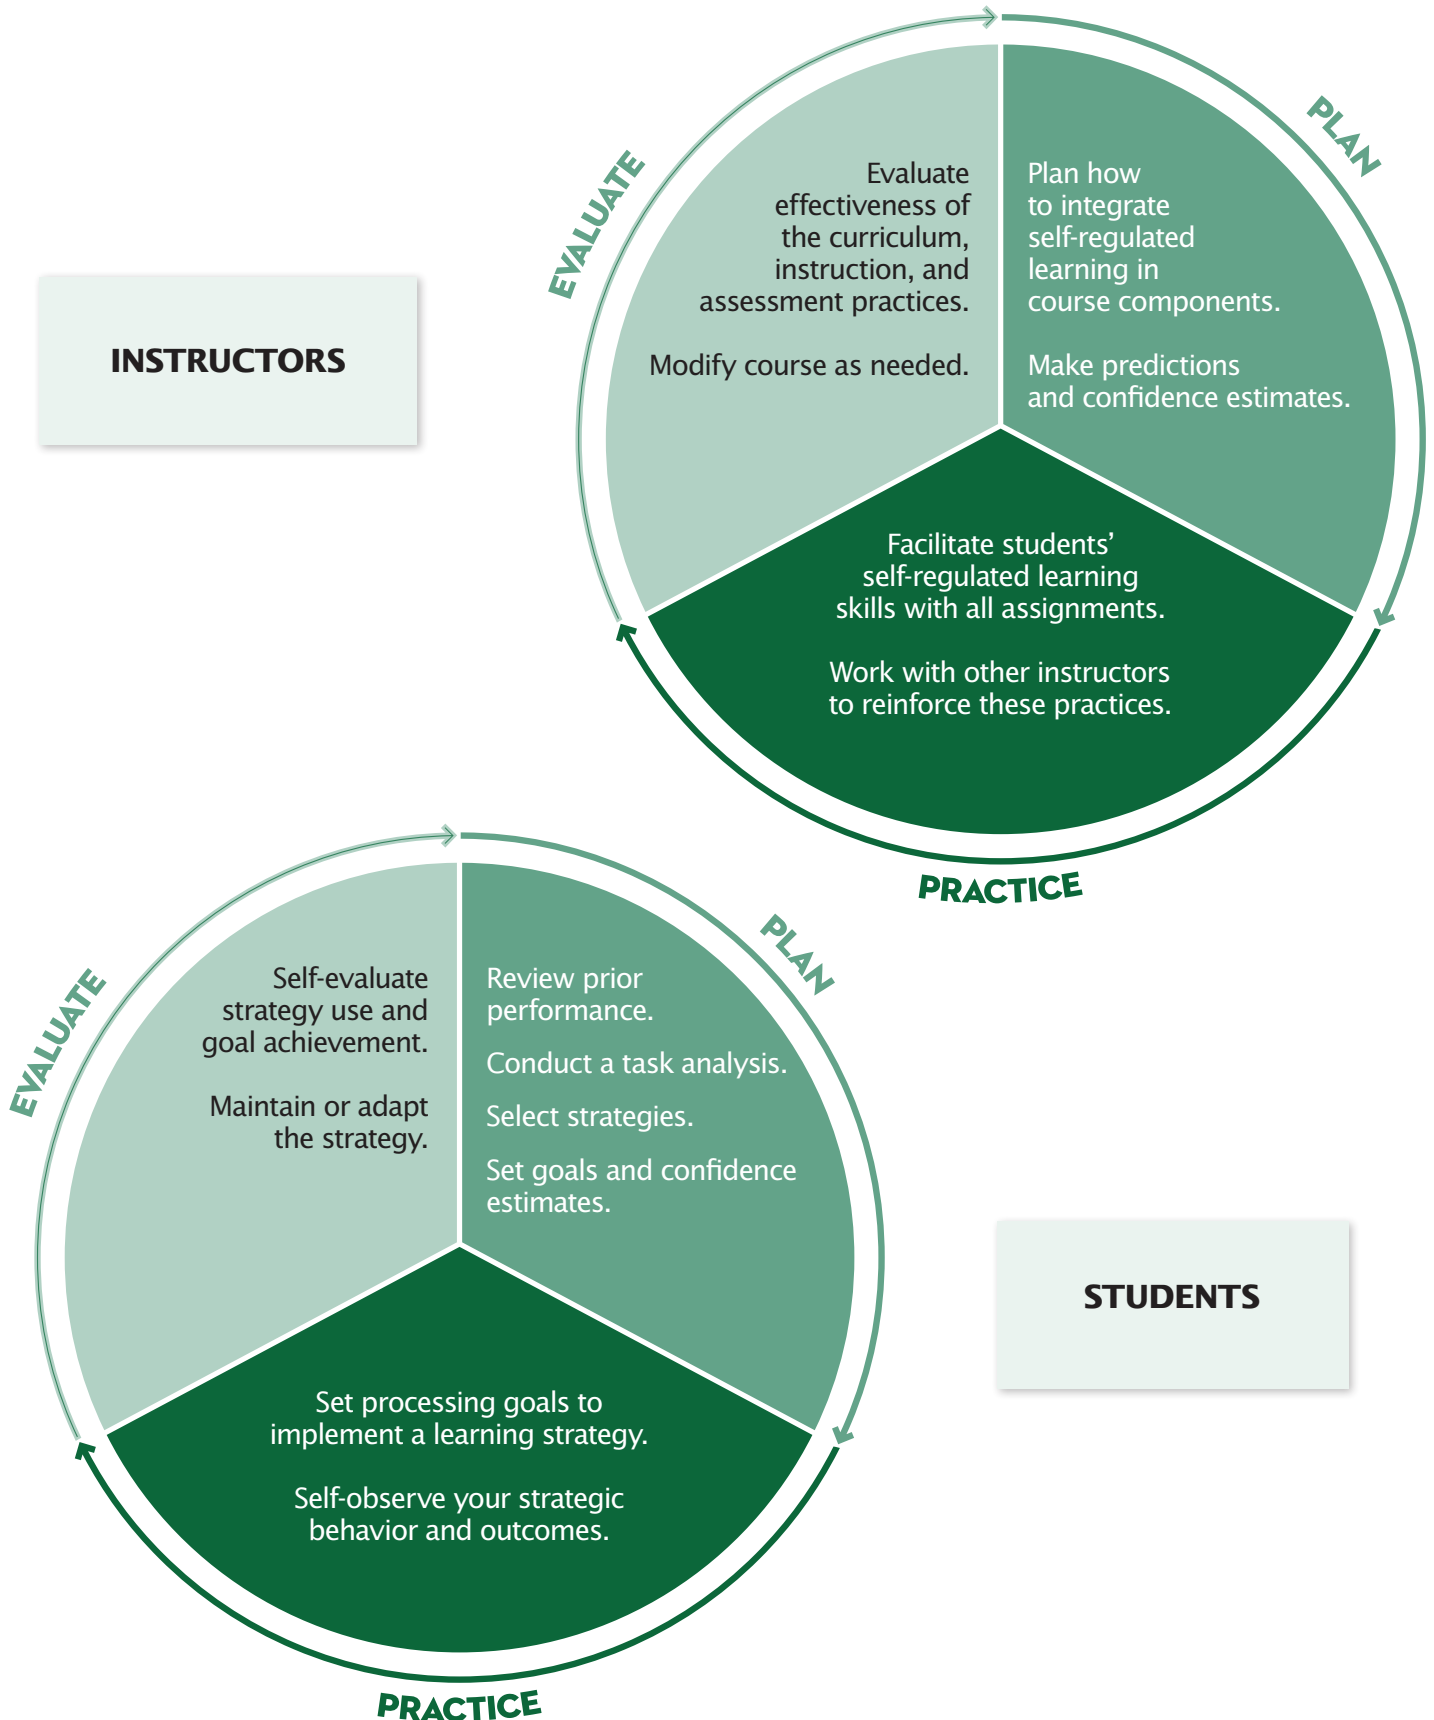 INSTRUCTORS
EVALUATE
Evaluate
effectiveness of
the curriculum,
instruction, and
assessment practices.
Modify course as needed.
PLAN
Plan how
to integrate
self-regulated
learning in
course components.
Make predictions
and confidence estimates.
Facilitate students’
self-regulated learning
skills with all assignments.
Work with other instructors
to reinforce these practices.
PRACTICE
EVALUATE
Self-evaluate
strategy use and
goal achievement.
Maintain or adapt
the strategy.
PLAN
Review prior
performance.
Conduct a task analysis.
Select strategies.
Set goals and confidence
estimates.
STUDENTS
Set processing goals to
implement a learning strategy.
Self-observe your strategic
behavior and outcomes.
PRACTICE